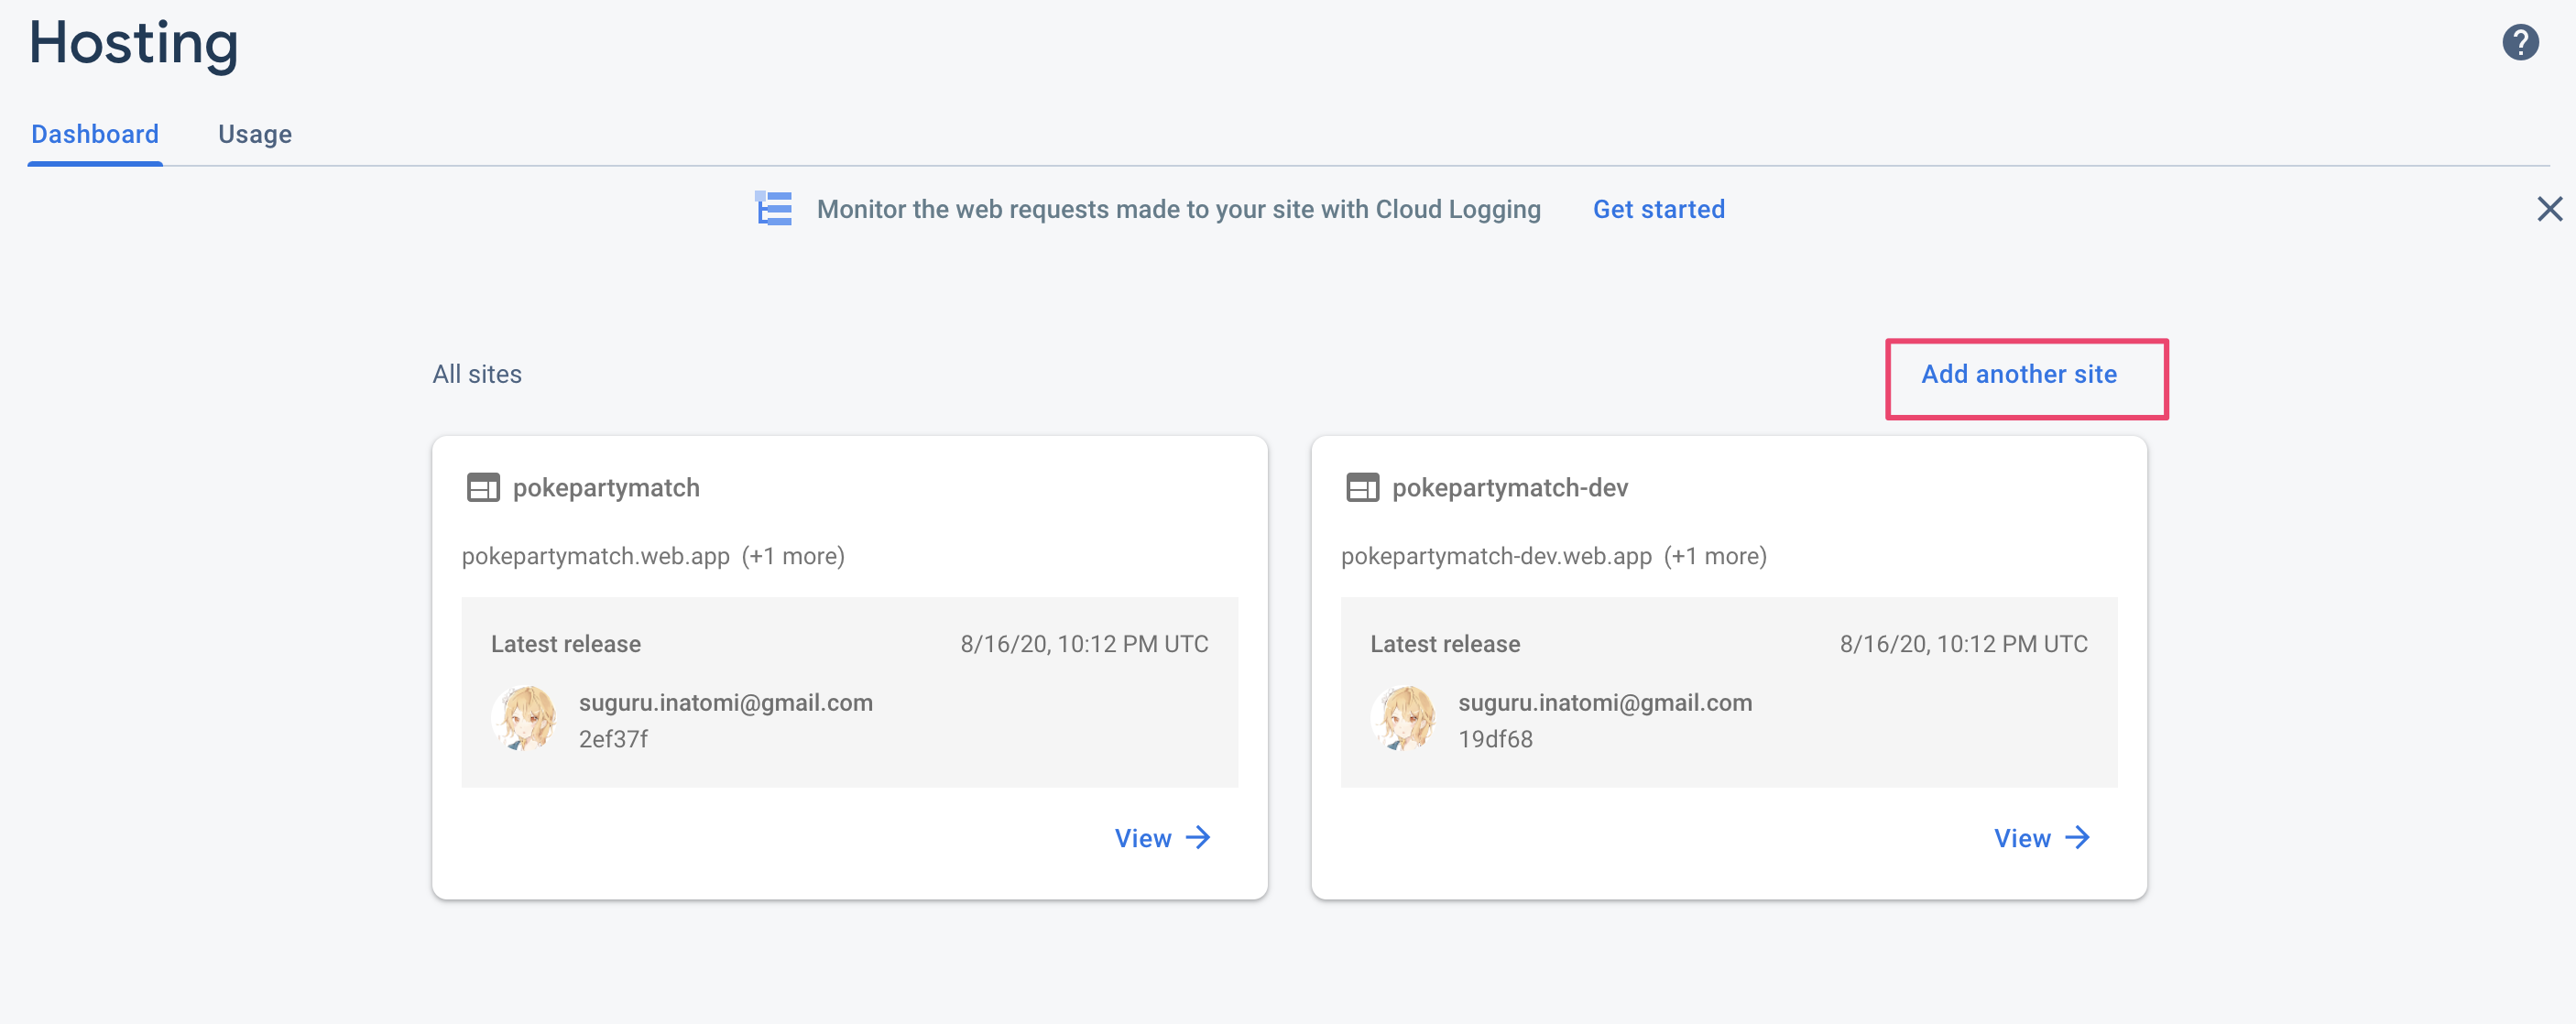 Hosting
?
Dashboard Usage
Monitor the web requests made to your site with Cloud Logging Get started
All sites Add another site
pokepartymatch
pokepartymatch.web.app (+1 more)
Latest release 8/16/20, 10:12 PM UTC
suguru.inatomi@gmail.com
2ef37f
View
pokepartymatch-dev
pokepartymatch-dev.web.app (+1 more)
Latest release 8/16/20, 10:12 PM UTC
suguru.inatomi@gmail.com
19df68
View